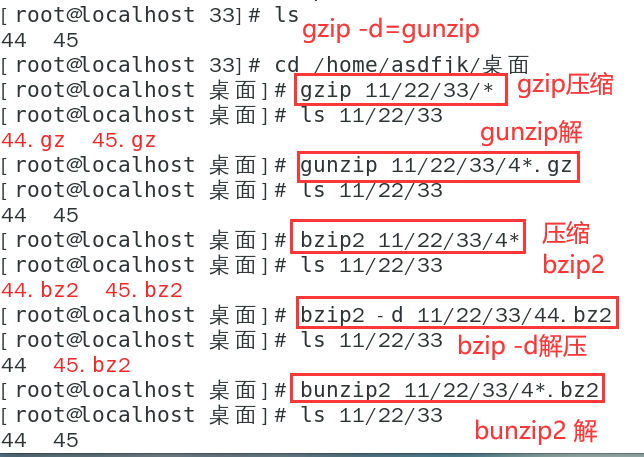 [root@localhost 33]# ls
gzip -d=gunzip
44  45
[root@localhost 33]# cd /home/asdfjk/桌面
[root@localhost 桌面]# gzip 11/22/33/*
gzip压缩
[root@localhost 桌面]# ls 11/22/33
44.gz  45.gz
gunzip解
[root@localhost 桌面]# gunzip 11/22/33/4*.gz
[root@localhost 桌面]# ls 11/22/33
44  45
[root@localhost 桌面]# bzip2 11/22/33/4*
压缩
[root@localhost 桌面]# ls 11/22/33
bzip2
44.bz2  45.bz2
[root@localhost 桌面]# bzip2 -d 11/22/33/44.bz2
[root@localhost 桌面]# ls 11/22/33
bzip -d解压
44  45.bz2
[root@localhost 桌面]# bunzip2 11/22/33/4*.bz2
[root@localhost 桌面]# ls 11/22/33
bunzip2 解
44  45